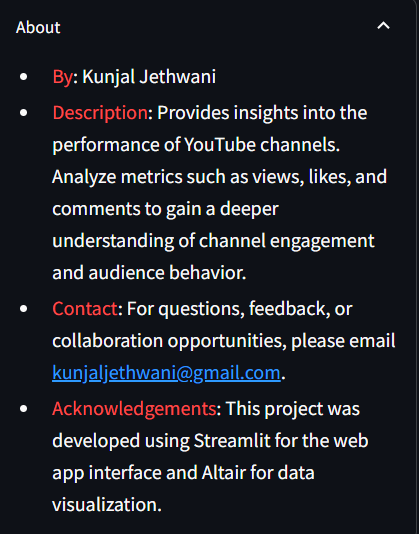 About
• By: Kunjal Jethwani
• Description: Provides insights into the
performance of YouTube channels.
Analyze metrics such as views, likes, and
comments to gain a deeper
understanding of channel engagement
and audience behavior.
• Contact: For questions, feedback, or
collaboration opportunities, please email
kunjaljethwani@gmail.com.
• Acknowledgements: This project was
developed using Streamlit for the web
app interface and Altair for data
visualization.